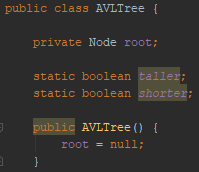 public class AVLTree {
private Node root;
static boolean taller;
static boolean shorter;
public AVLTree() {
root = null;
}